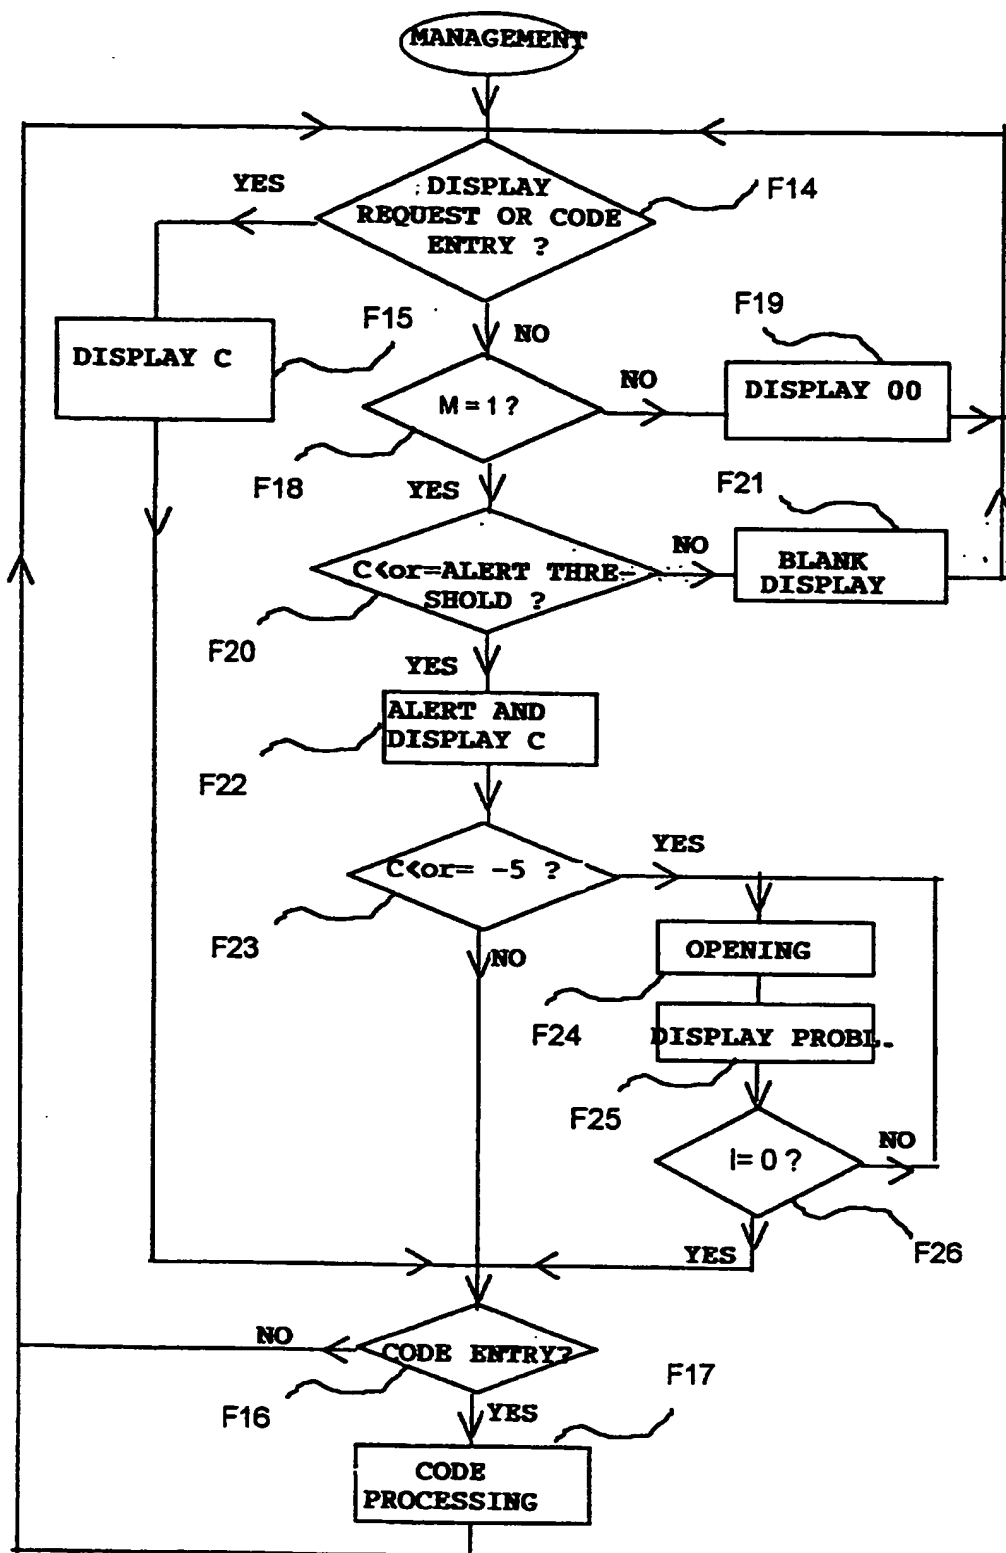 MANAGEMENT
YES
DISPLAY
REQUEST OR CODE
ENTRY ?
F14
F15
NO
F19
DISPLAY C
M = 1 ?
NO
DISPLAY 00
F18
YES
F21
C<or=ALERT THRE-
SHOLD ?
NO
BLANK
DISPLAY
F20
YES
ALERT AND
DISPLAY C
F22
C<or= -5 ?
YES
F23
NO
OPENING
F24
DISPLAY PROBL.
F25
I= 0 ?
NO
YES
F26
NO
CODE ENTRY?
F16
YES
F17
CODE
PROCESSING